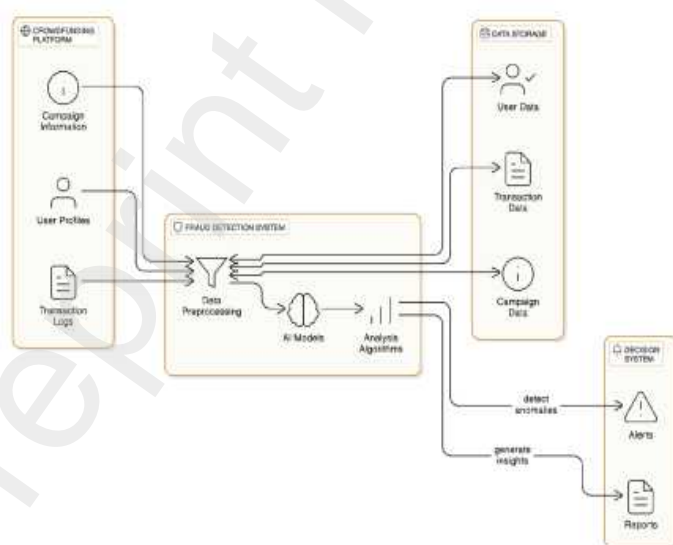 CROWDFUNDING
PLATFORM
Campaign
Information
User Profiles
Transaction
Logs
FRAUD DETECTION SYSTEM
Data
Preprocessing
AI Models
Analysis
Algorithms
DATA STORAGE
User Data
Transaction
Data
Campaign
Data
detect
anomalies
generate
insights
DECISION
SYSTEM
Alerts
Reports